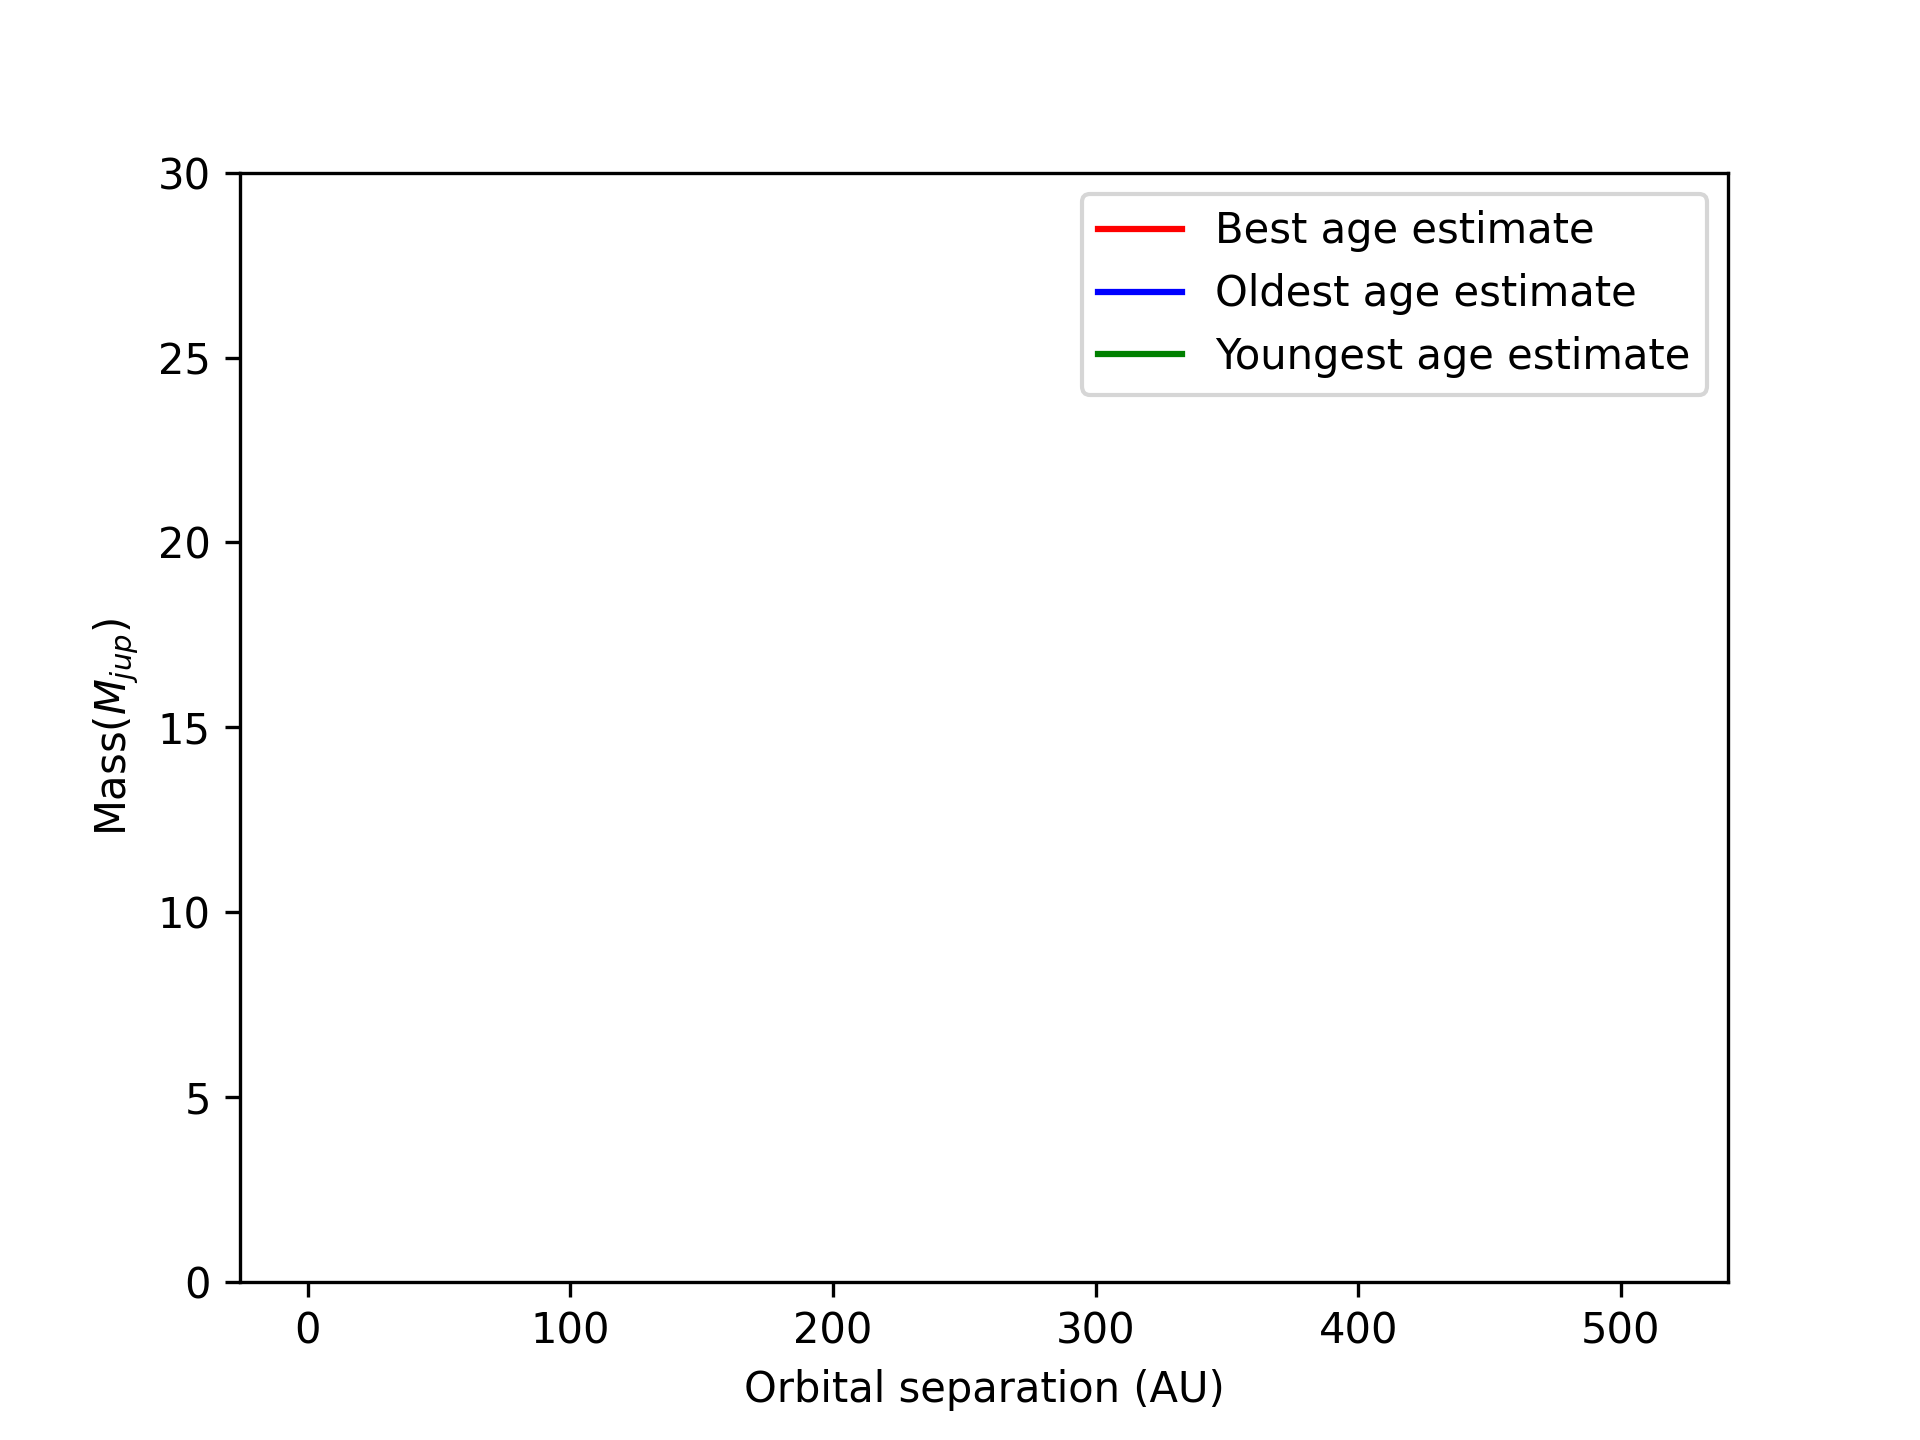 30
25
20
15
10
5
0
Mass(M_jup)
Best age estimate
Oldest age estimate
Youngest age estimate
0 100 200 300 400 500
Orbital separation (AU)